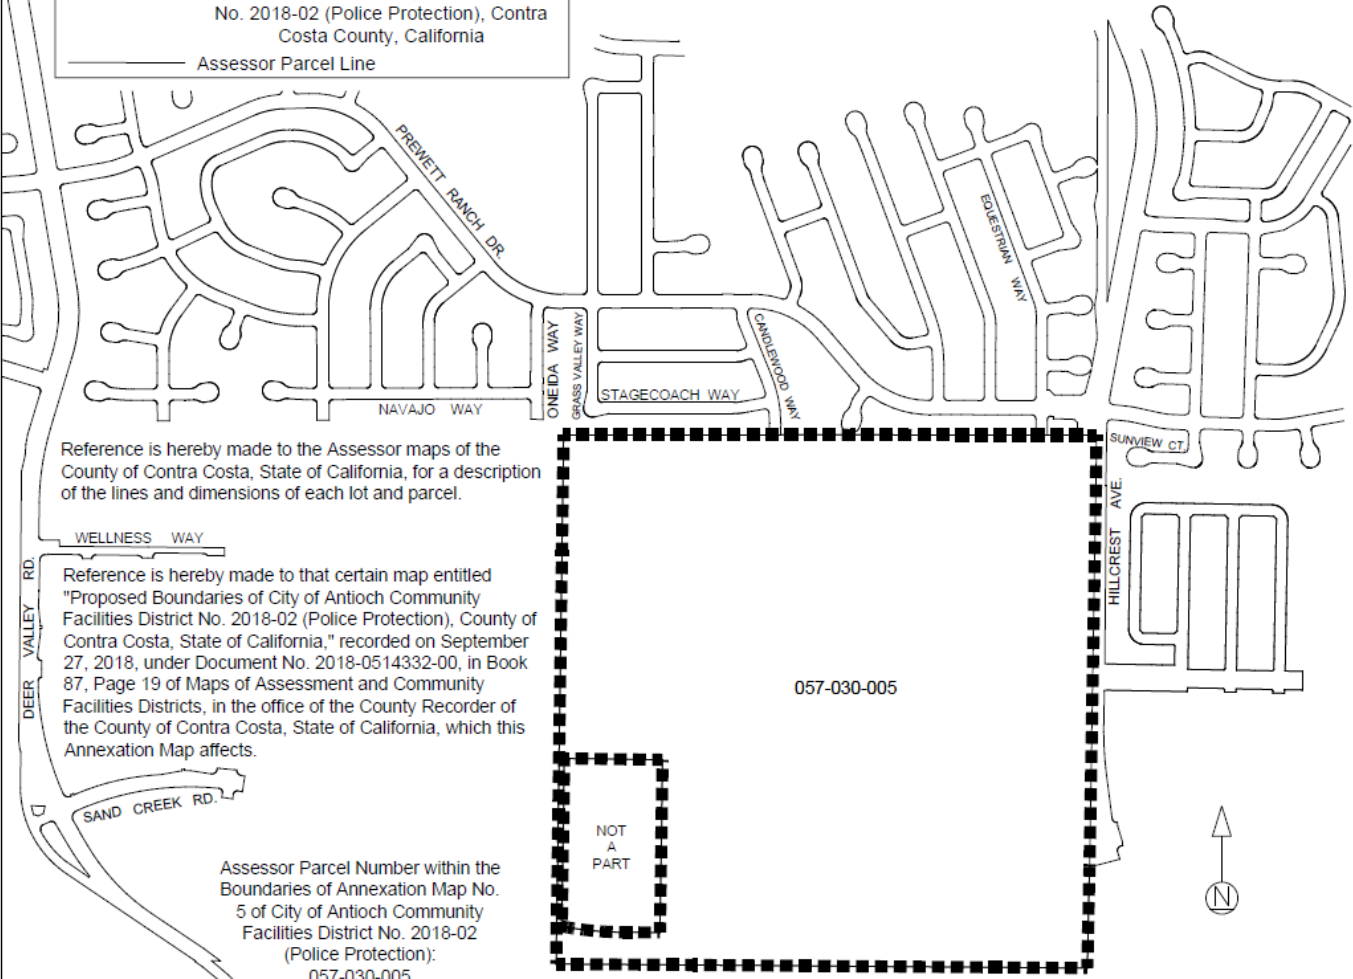 No. 2018-02 (Police Protection), Contra
Costa County, California
Assessor Parcel Line
PREWETT RANCH DR.
EQUESTRIAN WAY
ONEIDA WAY
GRASS VALLEY WAY
CANDLEWOOD WAY
STAGECOACH WAY
NAVAJO WAY
SUNVIEW CT.
Reference is hereby made to the Assessor maps of the
County of Contra Costa, State of California, for a description
of the lines and dimensions of each lot and parcel.
HILLCREST AVE.
WELLNESS WAY
DEER VALLEY RD.
Reference is hereby made to that certain map entitled
"Proposed Boundaries of City of Antioch Community
Facilities District No. 2018-02 (Police Protection), County of
Contra Costa, State of California," recorded on September
27, 2018, under Document No. 2018-0514332-00, in Book
87, Page 19 of Maps of Assessment and Community
Facilities Districts, in the office of the County Recorder of
the County of Contra Costa, State of California, which this
Annexation Map affects.
057-030-005
SAND CREEK RD.
NOT
A
PART
N
Assessor Parcel Number within the
Boundaries of Annexation Map No.
5 of City of Antioch Community
Facilities District No. 2018-02
(Police Protection):
057-030-005